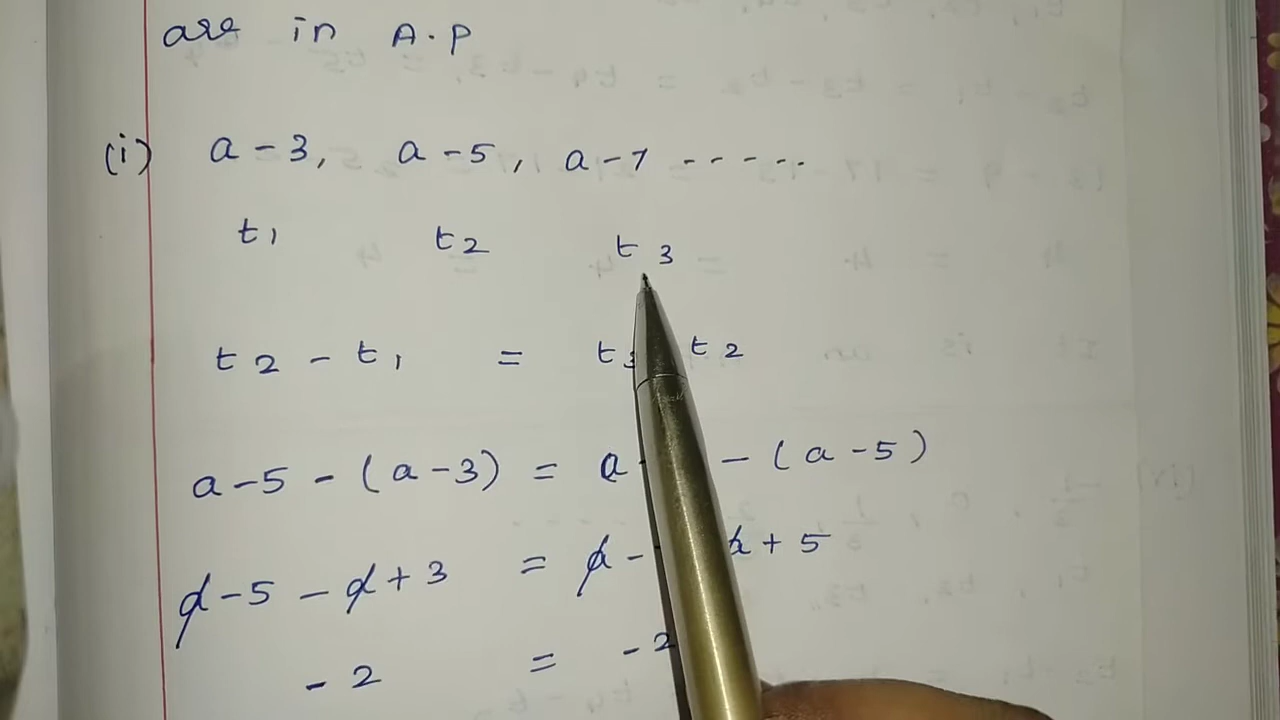 are in A.P
(i) a - 3, a - 5, a - 7 -----
t1 t2 t3
t2 - t1 = t3 t2
a - 5 - (a - 3) = a - - (a - 5)
a - 5 - a + 3 = a - a + 5
- 2 = - 2